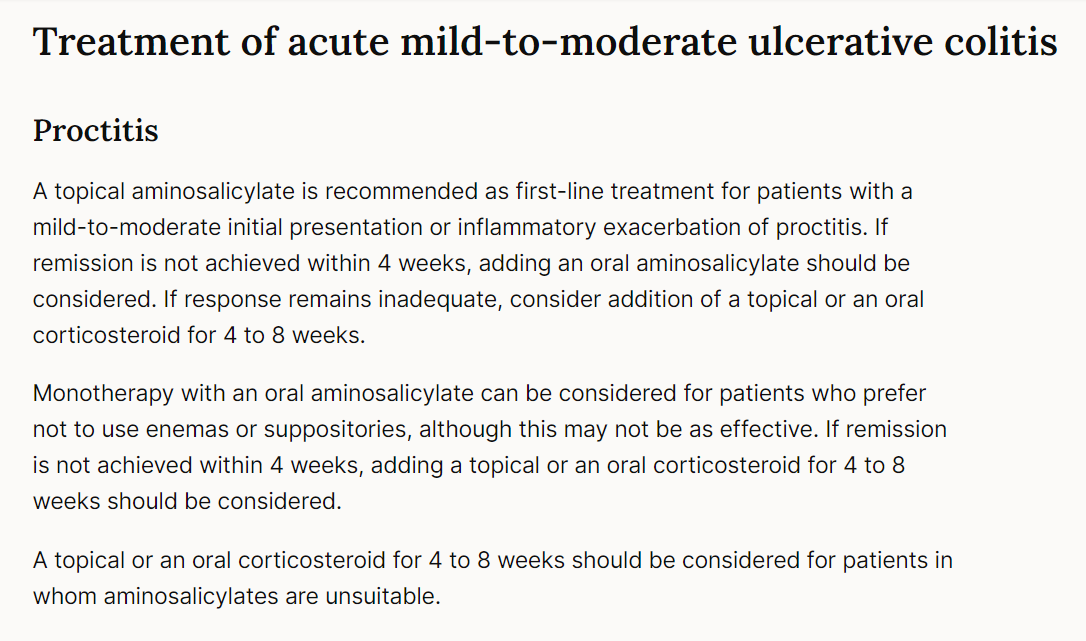 Treatment of acute mild-to-moderate ulcerative colitis
Proctitis
A topical aminosalicylate is recommended as first-line treatment for patients with a
mild-to-moderate initial presentation or inflammatory exacerbation of proctitis. If
remission is not achieved within 4 weeks, adding an oral aminosalicylate should be
considered. If response remains inadequate, consider addition of a topical or an oral
corticosteroid for 4 to 8 weeks.
Monotherapy with an oral aminosalicylate can be considered for patients who prefer
not to use enemas or suppositories, although this may not be as effective. If remission
is not achieved within 4 weeks, adding a topical or an oral corticosteroid for 4 to 8
weeks should be considered.
A topical or an oral corticosteroid for 4 to 8 weeks should be considered for patients in
whom aminosalicylates are unsuitable.